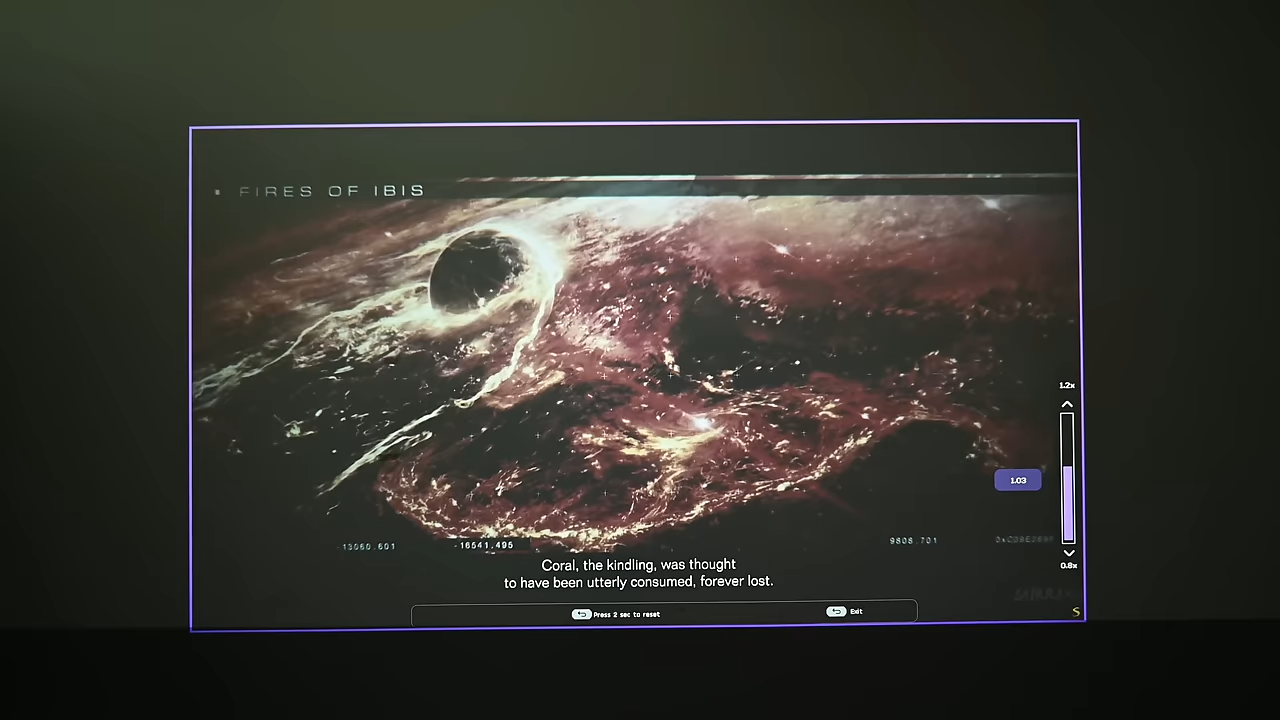 FIRES OF IBIS
1.2x
1.03
-13060.601
-16541.495
9808.701
Coral, the kindling, was thought
to have been utterly consumed, forever lost.
0.8x
Press 2 sec to reset
Exit
S